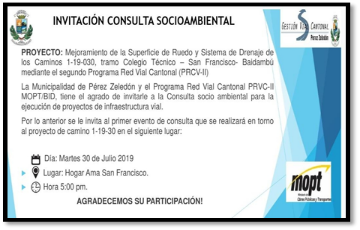 INVITACIÓN CONSULTA SOCIOAMBIENTAL
GESTIÓN VIAL CANTONAL
Pérez Zeledón
PROYECTO: Mejoramiento de la Superficie de Ruedo y Sistema de Drenaje de
los Caminos 1-19-030, tramo Colegio Técnico – San Francisco- Baidambú
mediante el segundo Programa Red Vial Cantonal (PRCV-II)
La Municipalidad de Pérez Zeledón y el Programa Red Vial Cantonal PRVC-II
MOPT/BID, tiene el agrado de invitarle a la Consulta socio ambiental para la
ejecución de proyectos de infraestructura vial.
Por lo anterior se le invita al primer evento de consulta que se realizará en torno
al proyecto de camino 1-19-30 en el siguiente lugar:
Día: Martes 30 de Julio 2019
Lugar: Hogar Ama San Francisco.
Hora 5:00 pm.
AGRADECEMOS SU PARTICIPACIÓN!
mopt